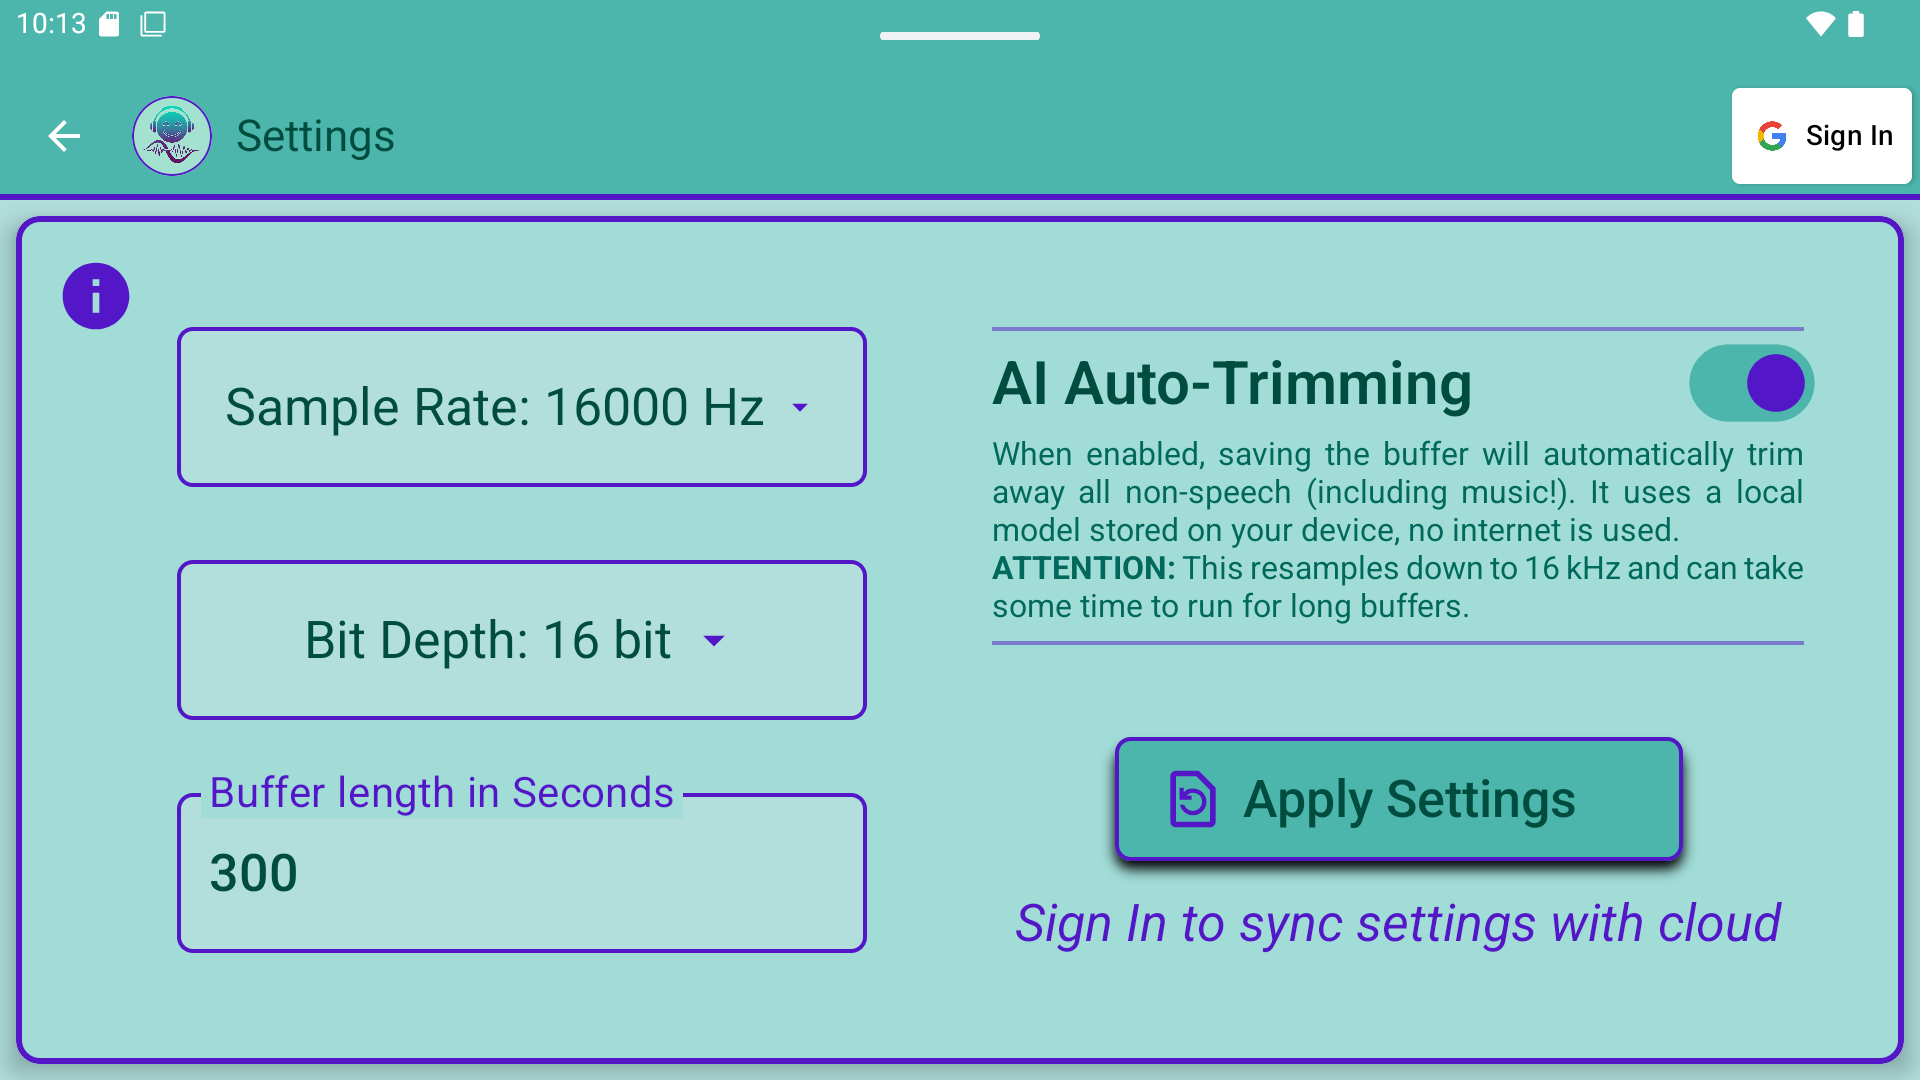 10:13
Settings
Sign In
Sample Rate: 16000 Hz
Bit Depth: 16 bit
Buffer length in Seconds
300
AI Auto-Trimming
When enabled, saving the buffer will automatically trim
away all non-speech (including music!). It uses a local
model stored on your device, no internet is used.
ATTENTION: This resamples down to 16 kHz and can take
some time to run for long buffers.
Apply Settings
Sign In to sync settings with cloud